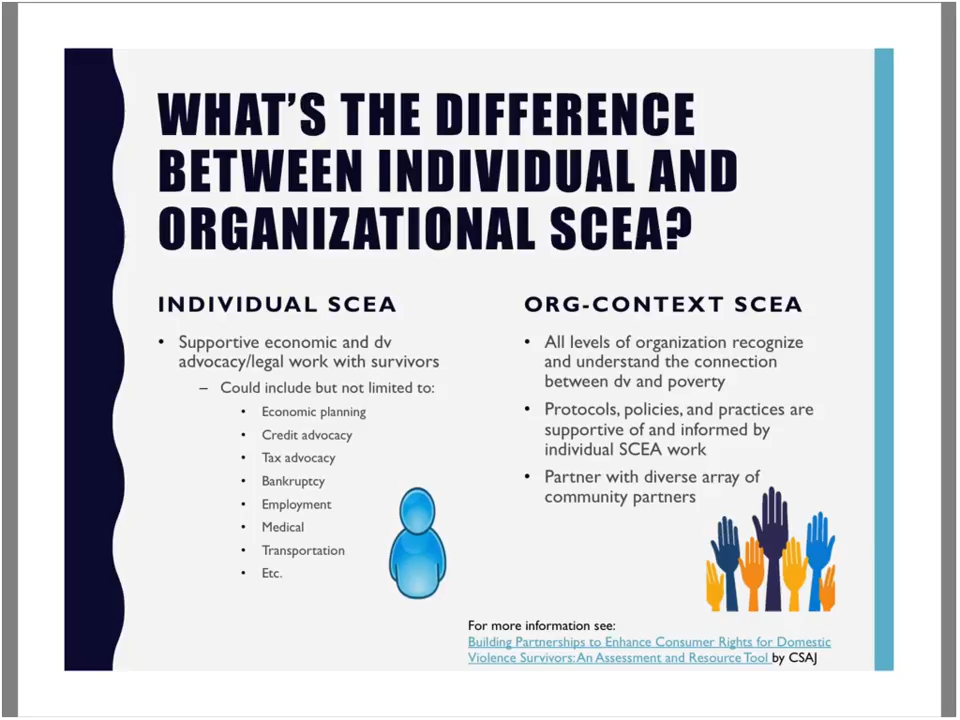 WHAT'S THE DIFFERENCE
BETWEEN INDIVIDUAL AND
ORGANIZATIONAL SCEA?
INDIVIDUAL SCEA
• Supportive economic and dv
advocacy/legal work with survivors
– Could include but not limited to:
• Economic planning
• Credit advocacy
• Tax advocacy
• Bankruptcy
• Employment
• Medical
• Transportation
• Etc.
ORG-CONTEXT SCEA
• All levels of organization recognize
and understand the connection
between dv and poverty
• Protocols, policies, and practices are
supportive of and informed by
individual SCEA work
• Partner with diverse array of
community partners
For more information see:
Building Partnerships to Enhance Consumer Rights for Domestic
Violence Survivors: An Assessment and Resource Tool by CSAJ